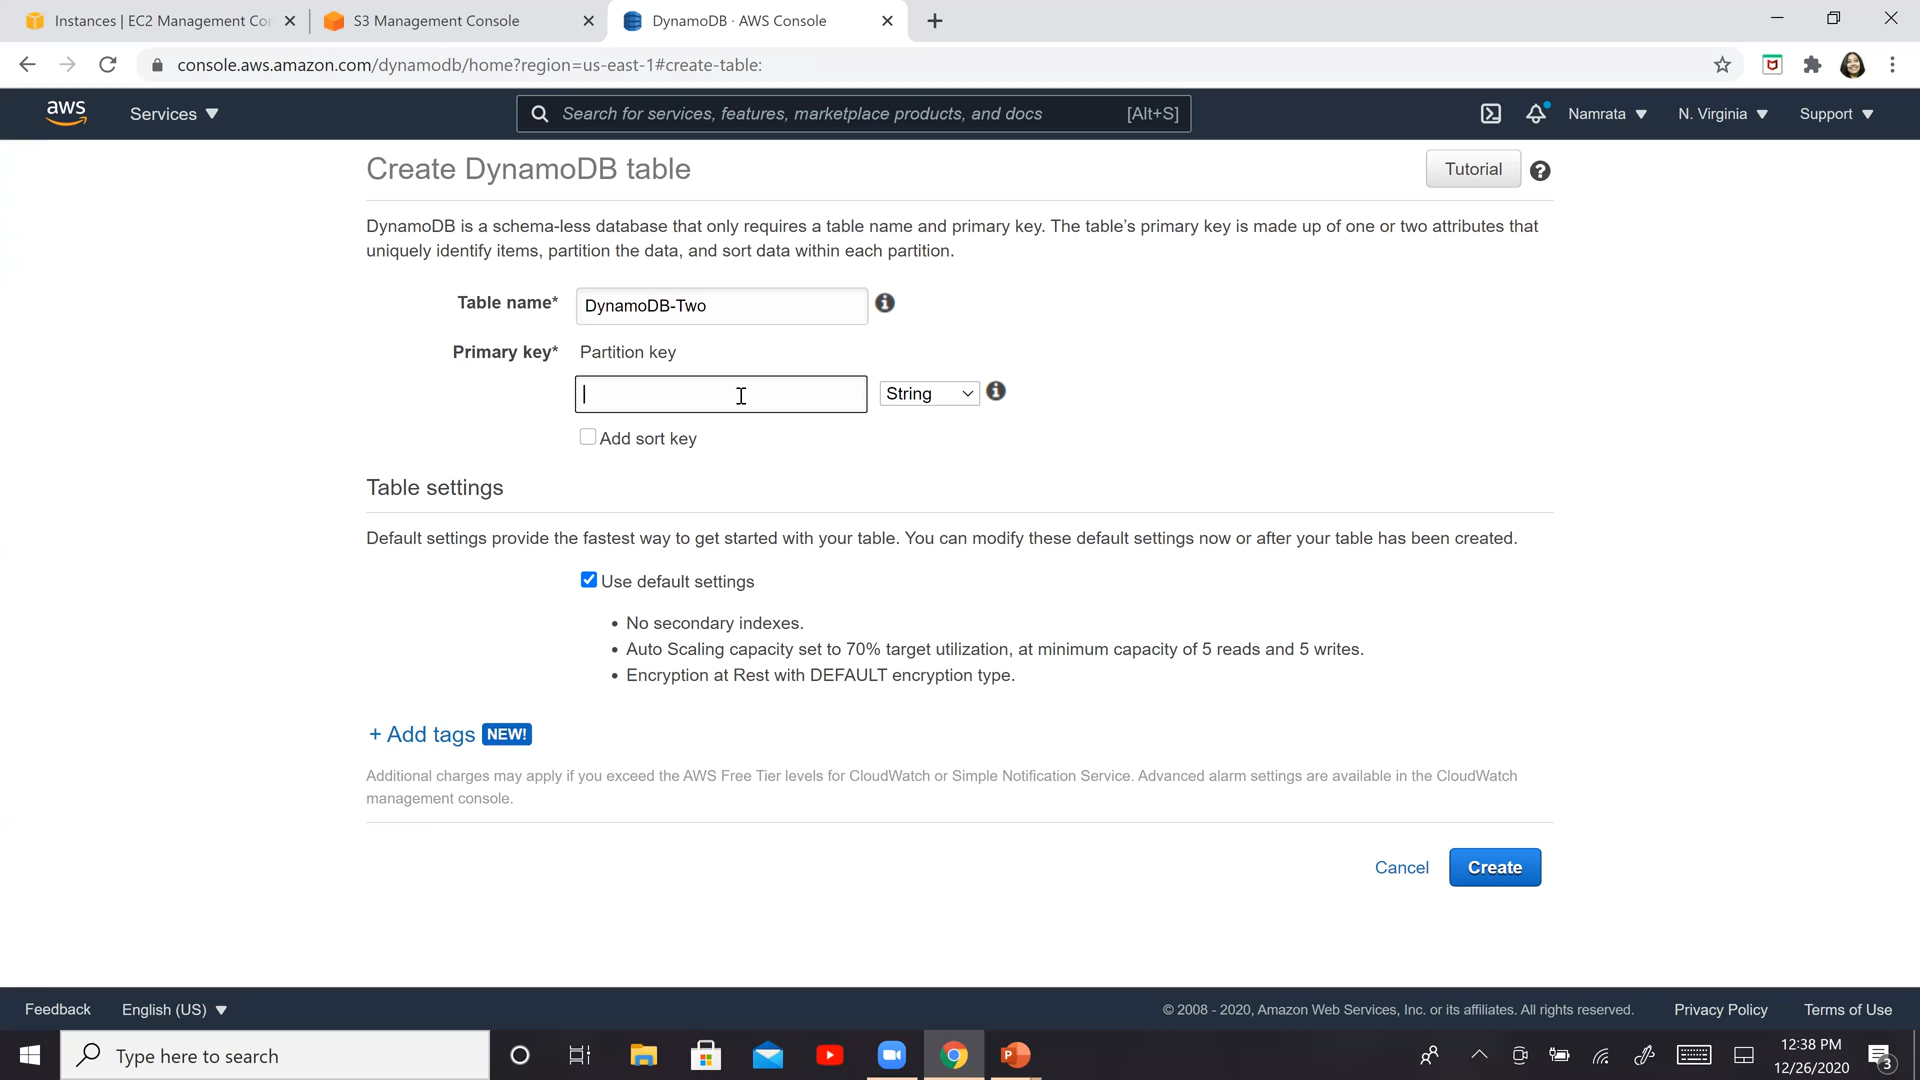 Instances | EC2 Management Co
S3 Management Console
DynamoDB · AWS Console
console.aws.amazon.com/dynamodb/home?region=us-east-1#create-table:
aws
Services
Search for services, features, marketplace products, and docs
[Alt+S]
Namrata
N. Virginia
Support
Create DynamoDB table
Tutorial
DynamoDB is a schema-less database that only requires a table name and primary key. The table's primary key is made up of one or two attributes that
uniquely identify items, partition the data, and sort data within each partition.
Table name*
DynamoDB-Two
Primary key*
Partition key
String
Add sort key
Table settings
Default settings provide the fastest way to get started with your table. You can modify these default settings now or after your table has been created.
Use default settings
• No secondary indexes.
• Auto Scaling capacity set to 70% target utilization, at minimum capacity of 5 reads and 5 writes.
• Encryption at Rest with DEFAULT encryption type.
+ Add tags NEW!
Additional charges may apply if you exceed the AWS Free Tier levels for CloudWatch or Simple Notification Service. Advanced alarm settings are available in the CloudWatch
management console.
Cancel
Create
Feedback
English (US)
© 2008 - 2020, Amazon Web Services, Inc. or its affiliates. All rights reserved.
Privacy Policy
Terms of Use
Type here to search
12:38 PM
12/26/2020
3